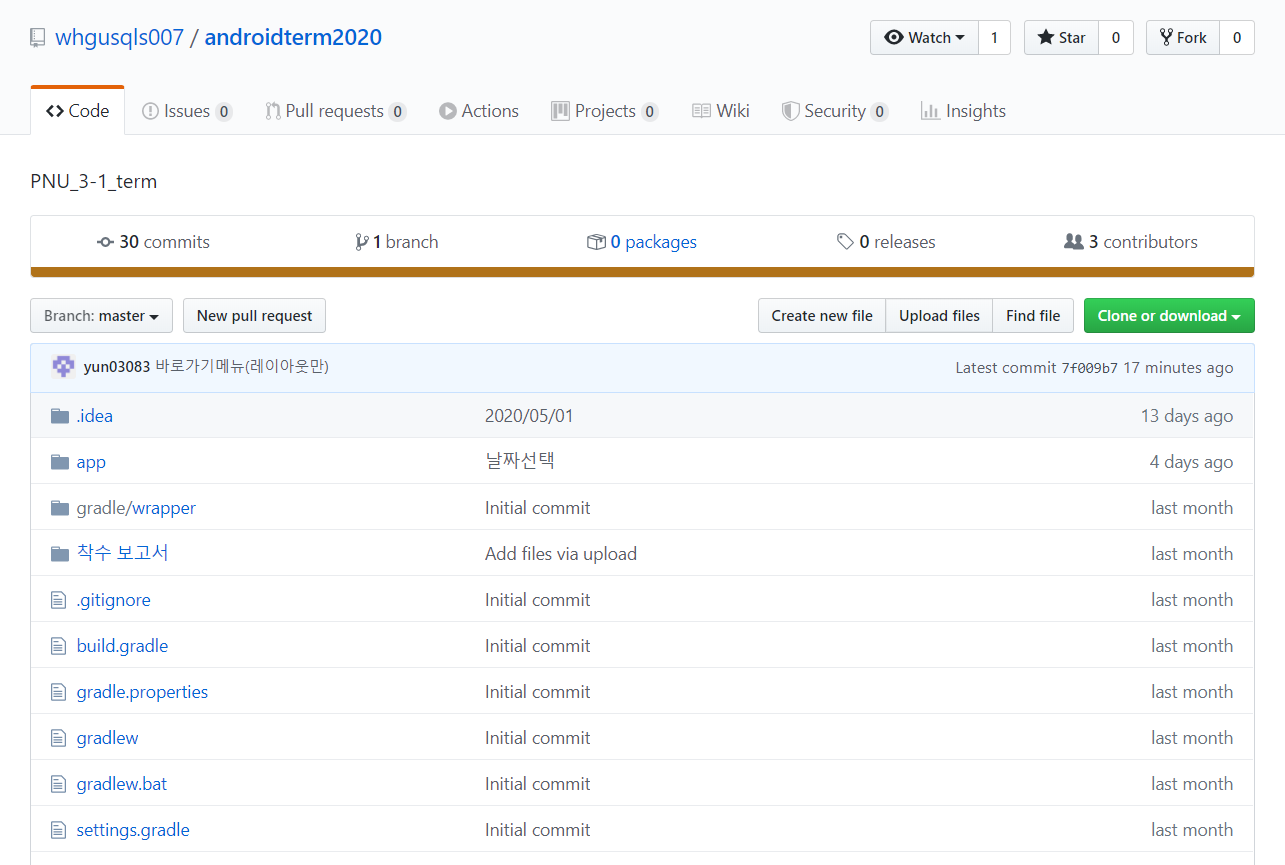 whgusqls007 / androidterm2020
Watch 1 Star 0 Fork 0
Code Issues 0 Pull requests 0 Actions Projects 0 Wiki Security 0 Insights
PNU_3-1_term
30 commits 1 branch 0 packages 0 releases 3 contributors
Branch: master New pull request Create new file Upload files Find file Clone or download
yun03083 바로가기메뉴(레이아웃만) Latest commit 7f009b7 17 minutes ago
.idea 2020/05/01 13 days ago
app 날짜선택 4 days ago
gradle/wrapper Initial commit last month
착수 보고서 Add files via upload last month
.gitignore Initial commit last month
build.gradle Initial commit last month
gradle.properties Initial commit last month
gradlew Initial commit last month
gradlew.bat Initial commit last month
settings.gradle Initial commit last month